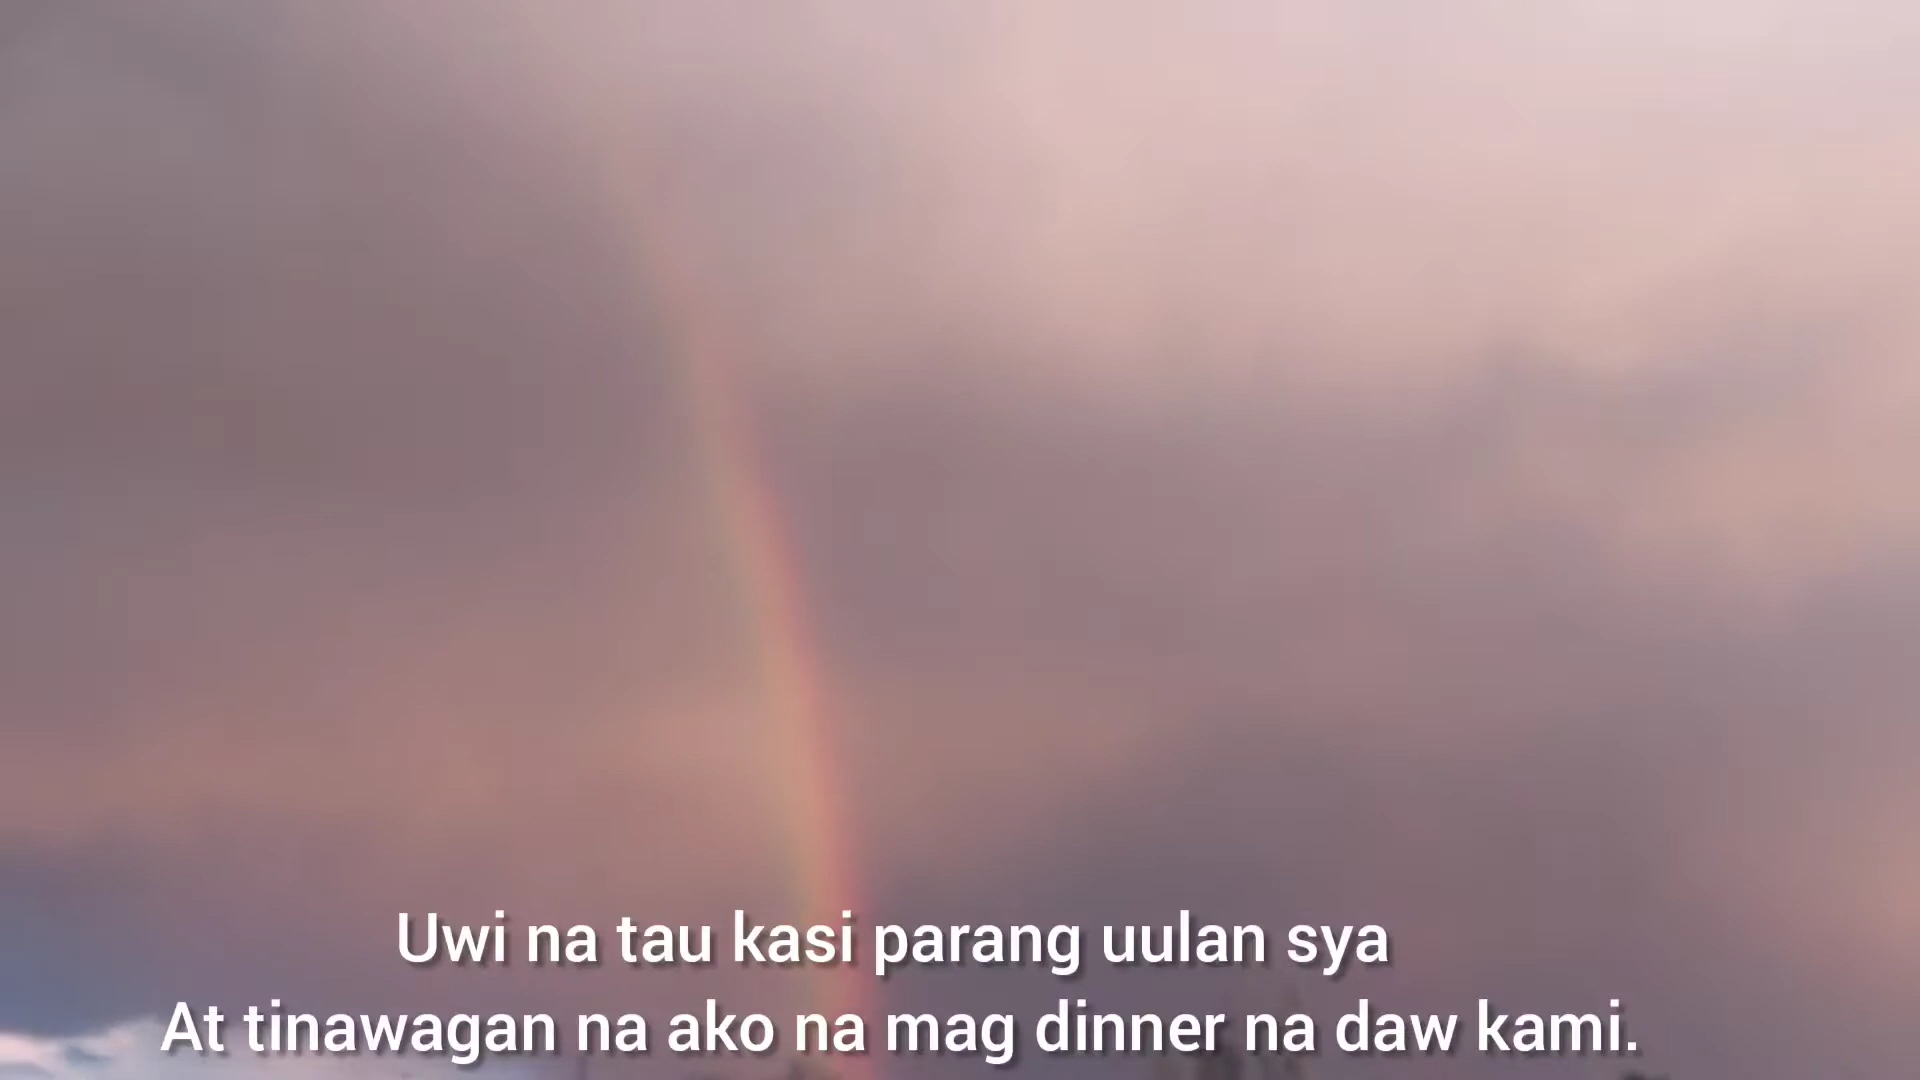 Uwi na tau kasi parang uulan sya
At tinawagan na ako na mag dinner na daw kami.